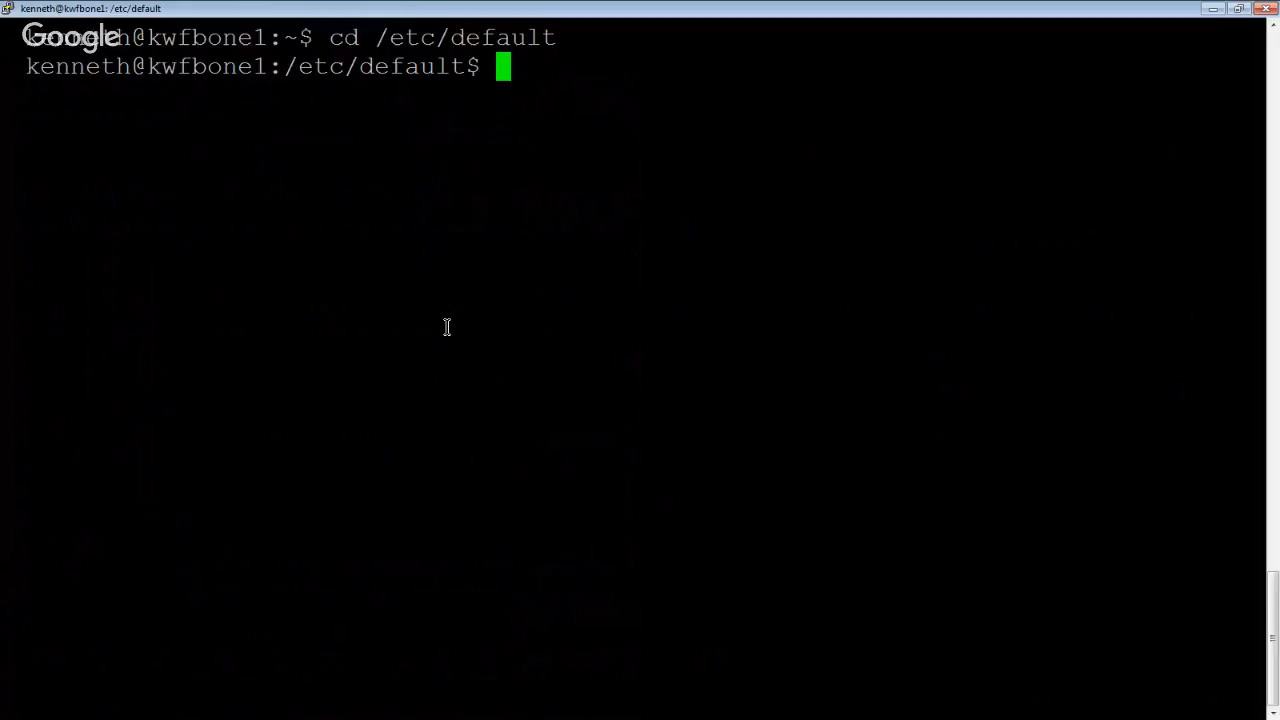 kenneth@kwfbone1: /etc/default
Google
kenneth@kwfbone1:~$ cd /etc/default
kenneth@kwfbone1:/etc/default$